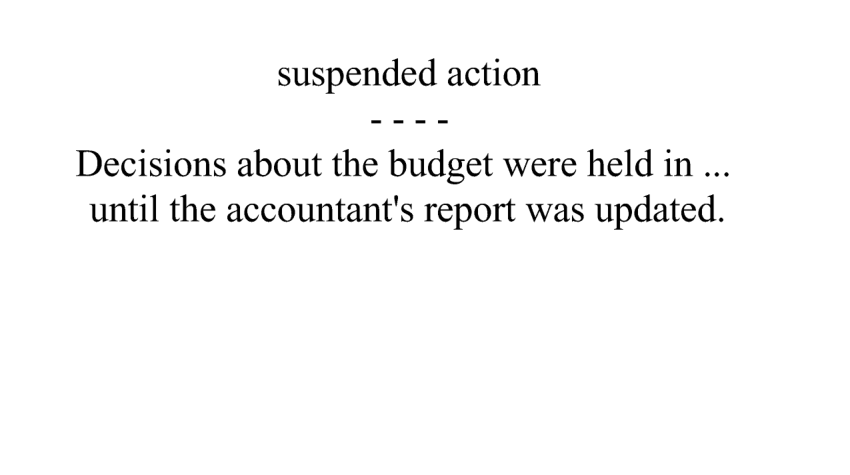 suspended action
- - - -
Decisions about the budget were held in ...
until the accountant's report was updated.